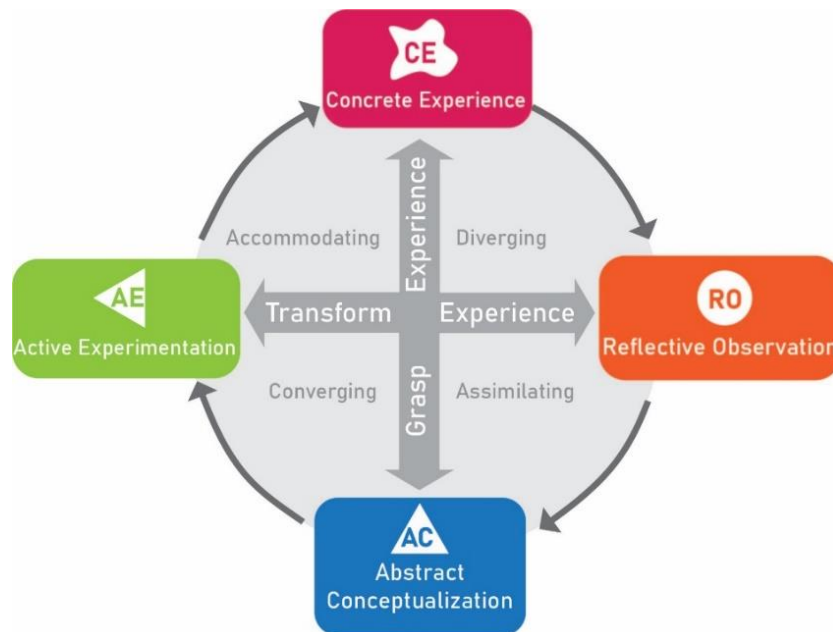 CE
Concrete Experience
Accommodating
Diverging
Grasp Experience
AE
Active Experimentation
Transform Experience
RO
Reflective Observation
Converging
Assimilating
AC
Abstract
Conceptualization